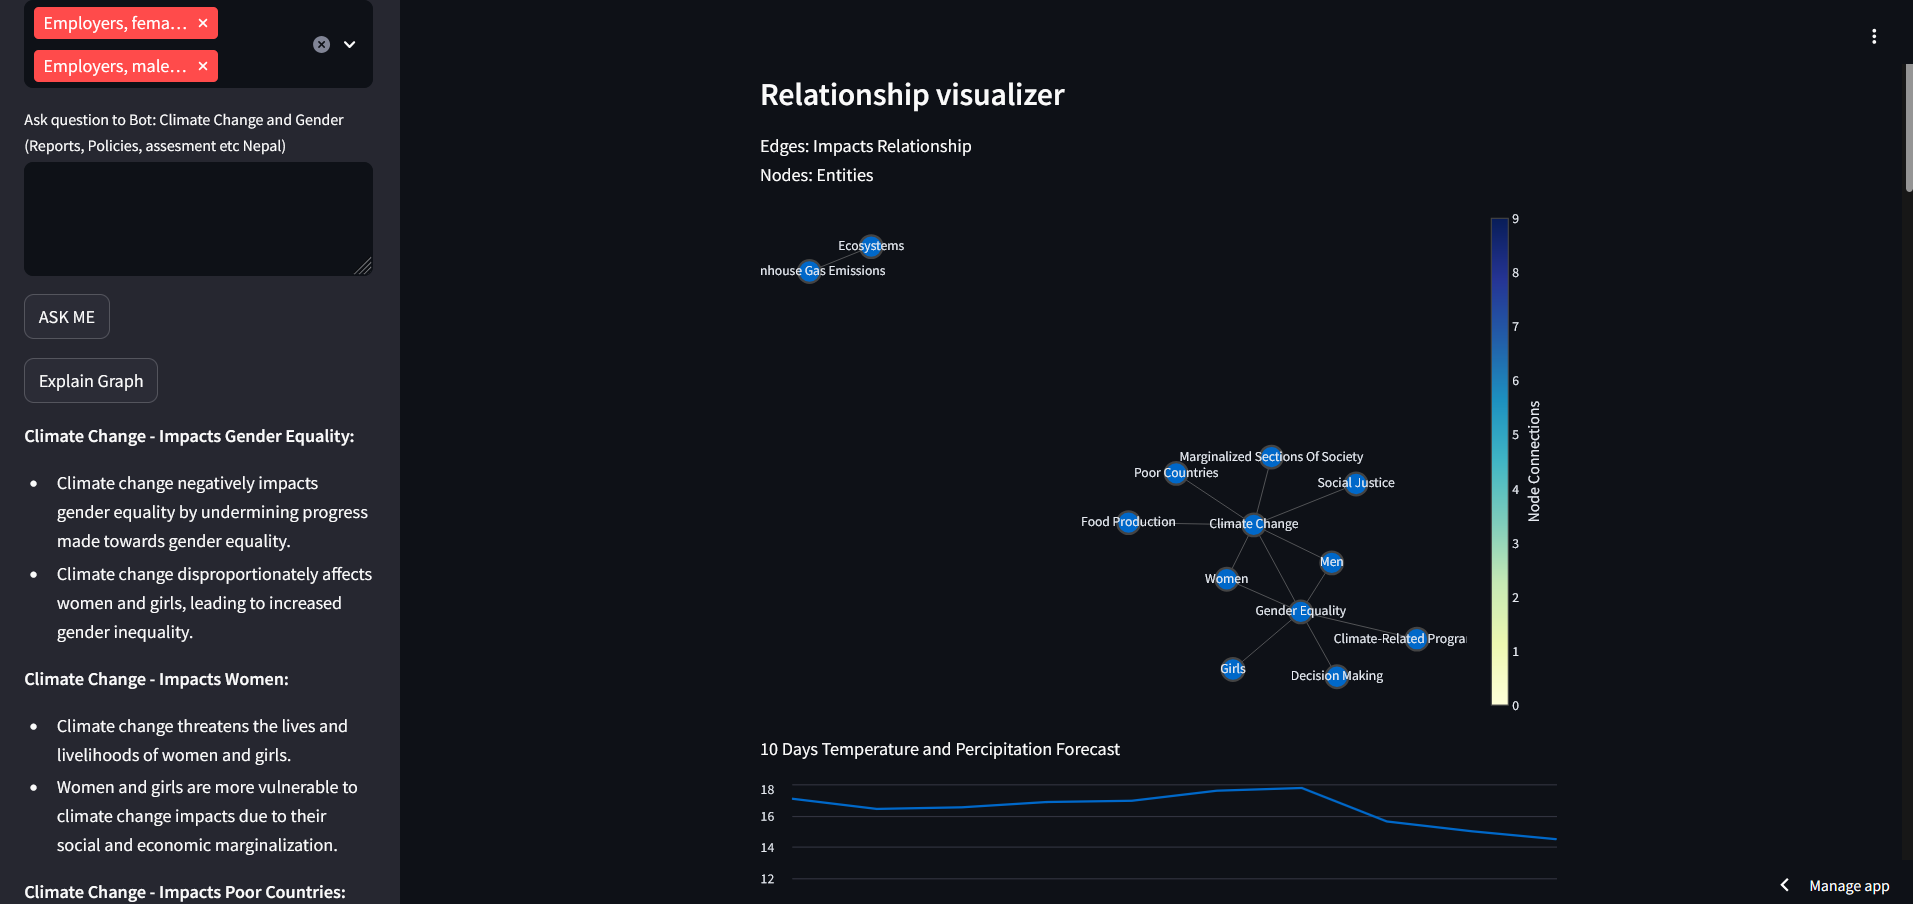 Employers, fema...
Employers, male...
Ask question to Bot: Climate Change and Gender
(Reports, Policies, assesment etc Nepal)
ASK ME
Explain Graph
Climate Change - Impacts Gender Equality:
Climate change negatively impacts
gender equality by undermining progress
made towards gender equality.
Climate change disproportionately affects
women and girls, leading to increased
gender inequality.
Climate Change - Impacts Women:
Climate change threatens the lives and
livelihoods of women and girls.
Women and girls are more vulnerable to
climate change impacts due to their
social and economic marginalization.
Climate Change - Impacts Poor Countries:
Relationship visualizer
Edges: Impacts Relationship
Nodes: Entities
Ecosystems
nhouse Gas Emissions
Marginalized Sections Of Society
Poor Countries
Social Justice
Food Production
Climate Change
Men
Women
Gender Equality
Climate-Related Progra
Girls
Decision Making
9
8
7
6
5
4
3
2
1
0
Node Connections
10 Days Temperature and Percipitation Forecast
18
16
14
12
Manage app